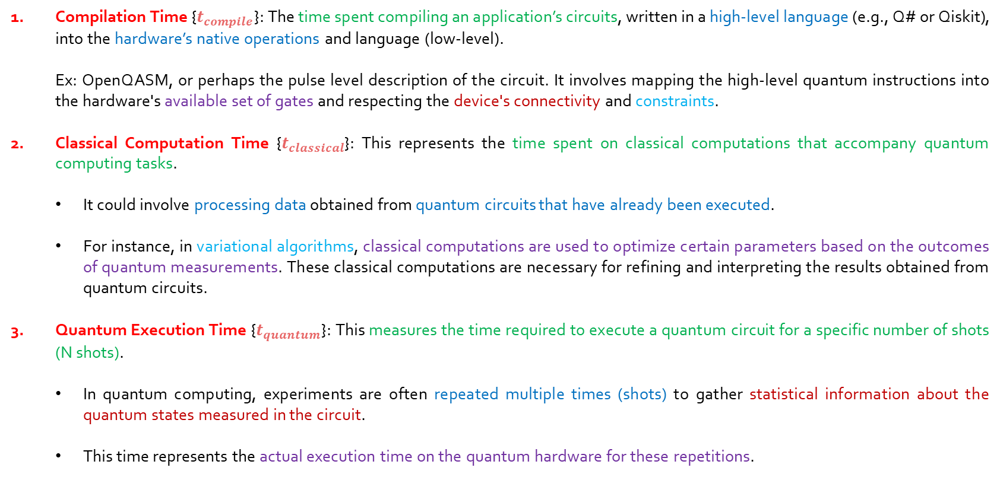 1. Compilation Time {t_compile}: The time spent compiling an application’s circuits, written in a high-level language (e.g., Q# or Qiskit),
into the hardware’s native operations and language (low-level).
Ex: OpenQASM, or perhaps the pulse level description of the circuit. It involves mapping the high-level quantum instructions into
the hardware's available set of gates and respecting the device's connectivity and constraints.
2. Classical Computation Time {t_classical}: This represents the time spent on classical computations that accompany quantum
computing tasks.
• It could involve processing data obtained from quantum circuits that have already been executed.
• For instance, in variational algorithms, classical computations are used to optimize certain parameters based on the outcomes
of quantum measurements. These classical computations are necessary for refining and interpreting the results obtained from
quantum circuits.
3. Quantum Execution Time {t_quantum}: This measures the time required to execute a quantum circuit for a specific number of shots
(N shots).
• In quantum computing, experiments are often repeated multiple times (shots) to gather statistical information about the
quantum states measured in the circuit.
• This time represents the actual execution time on the quantum hardware for these repetitions.